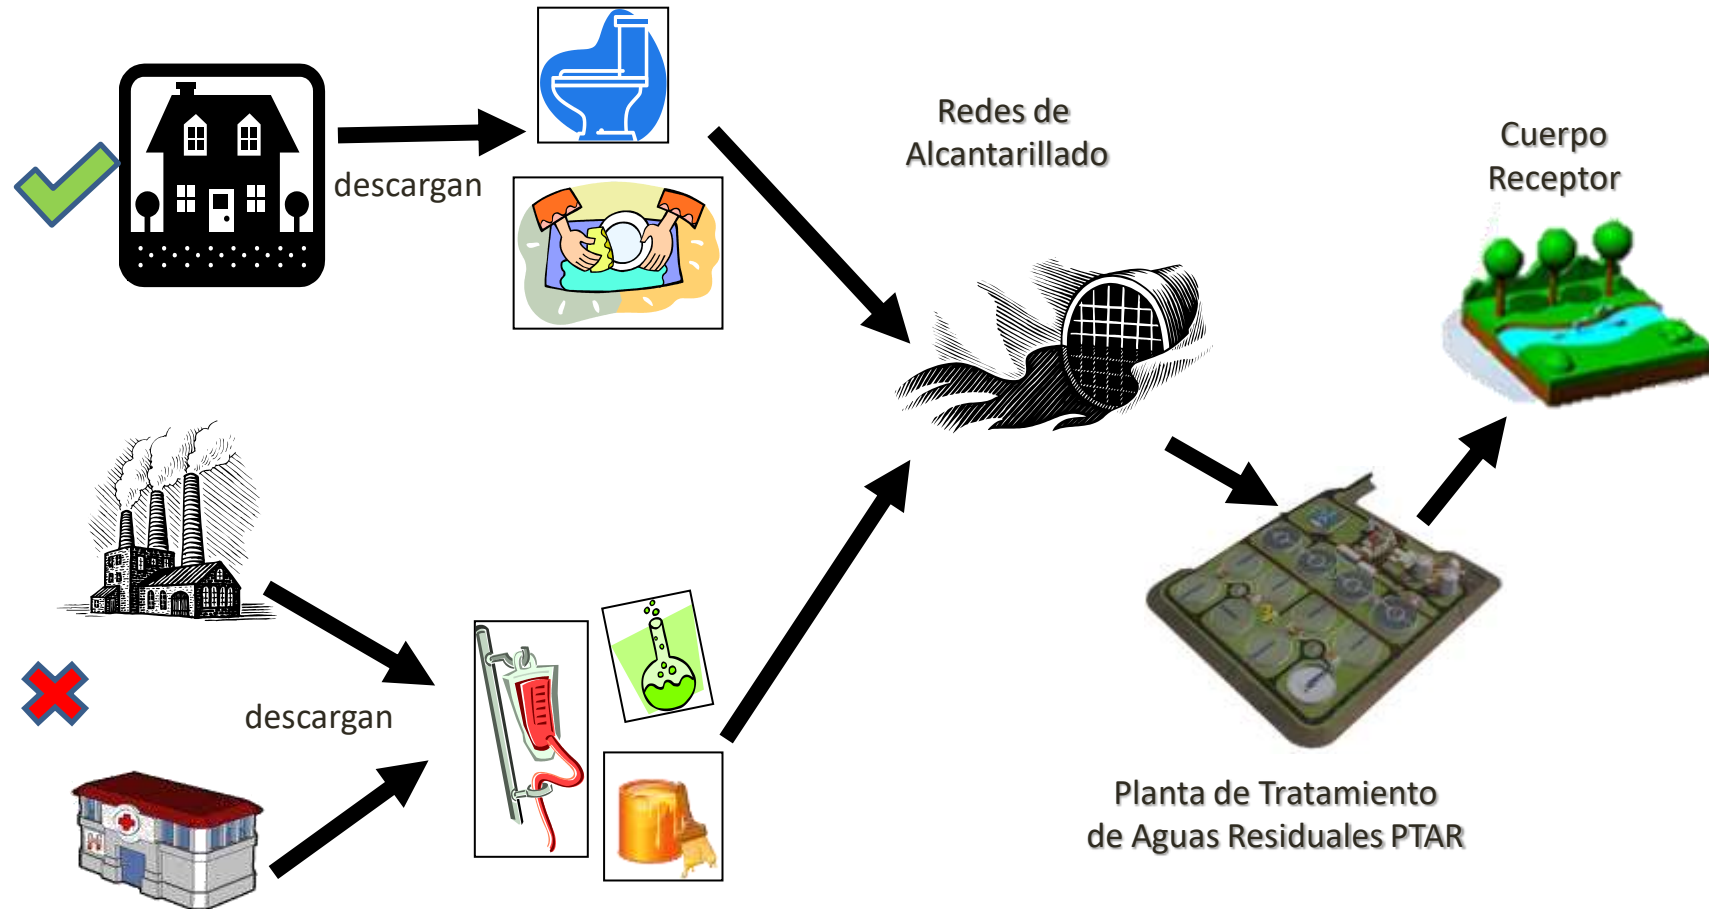 descargan
Redes de
Alcantarillado
Cuerpo
Receptor
descargan
H
Planta de Tratamiento
de Aguas Residuales PTAR